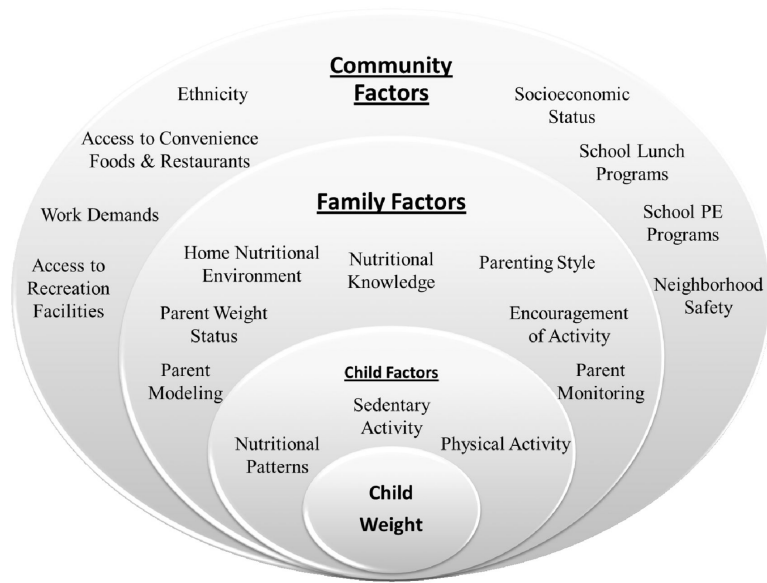 Community
Factors
Ethnicity
Socioeconomic
Status
Access to Convenience
Foods & Restaurants
School Lunch
Programs
Work Demands
School PE
Programs
Access to
Recreation
Facilities
Neighborhood
Safety
Family Factors
Home Nutritional
Environment
Nutritional
Knowledge
Parenting Style
Parent Weight
Status
Encouragement
of Activity
Parent
Modeling
Parent
Monitoring
Child Factors
Sedentary
Activity
Nutritional
Patterns
Physical Activity
Child
Weight